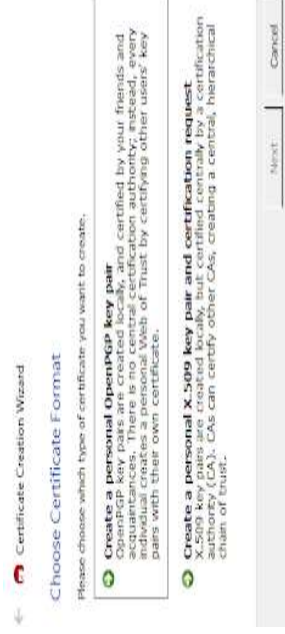 Certificate Creation Wizard
Choose Certificate Format
Please choose which type of certificate you want to create.
Create a personal OpenPGP key pair
OpenPGP key pairs are created locally, and certified by your friends and
acquaintances. There is no central certification authority; instead, every
individual creates a personal Web of Trust by certifying other users' key
pairs with their own certificate.
Create a personal X.509 key pair and certification request
X.509 key pairs are created locally, but certified centrally by a certification
authority (CA). CAs can certify other CAs, creating a central, hierarchical
chain of trust.
Next
Cancel